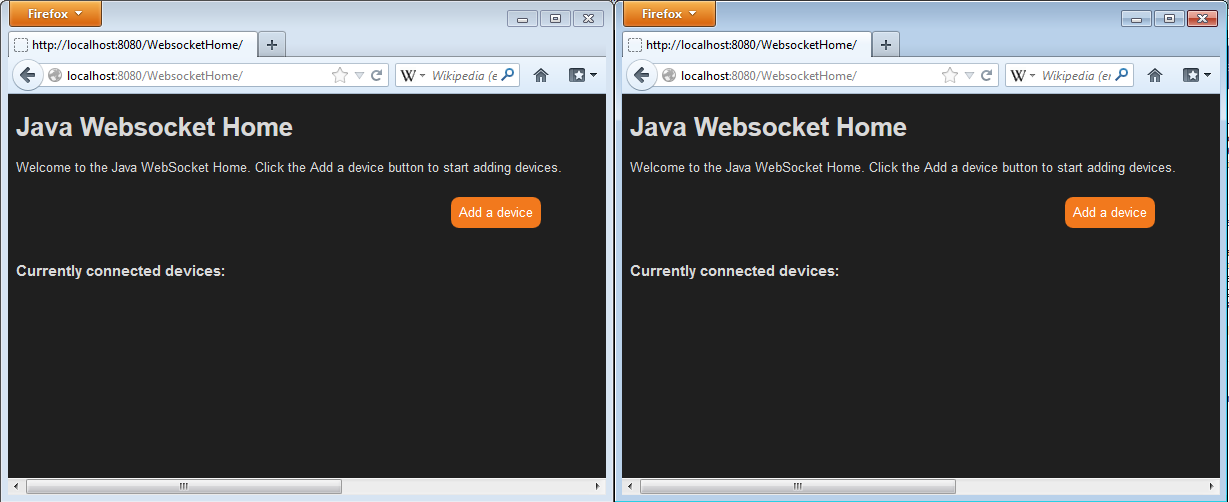 Firefox
http://localhost:8080/WebsocketHome/
localhost:8080/WebsocketHome/
W
Wikipedia (e
Java Websocket Home
Welcome to the Java WebSocket Home. Click the Add a device button to start adding devices.
Add a device
Currently connected devices:
Firefox
http://localhost:8080/WebsocketHome/
localhost:8080/WebsocketHome/
W
Wikipedia (en
Java Websocket Home
Welcome to the Java WebSocket Home. Click the Add a device button to start adding devices.
Add a device
Currently connected devices: